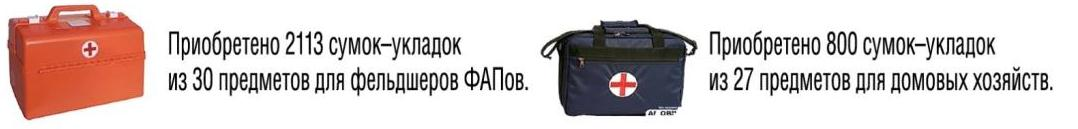 Приобретено 2113 сумок–укладок
из 30 предметов для фельдшеров ФАПов.
Приобретено 800 сумок–укладок
из 27 предметов для домовых хозяйств.